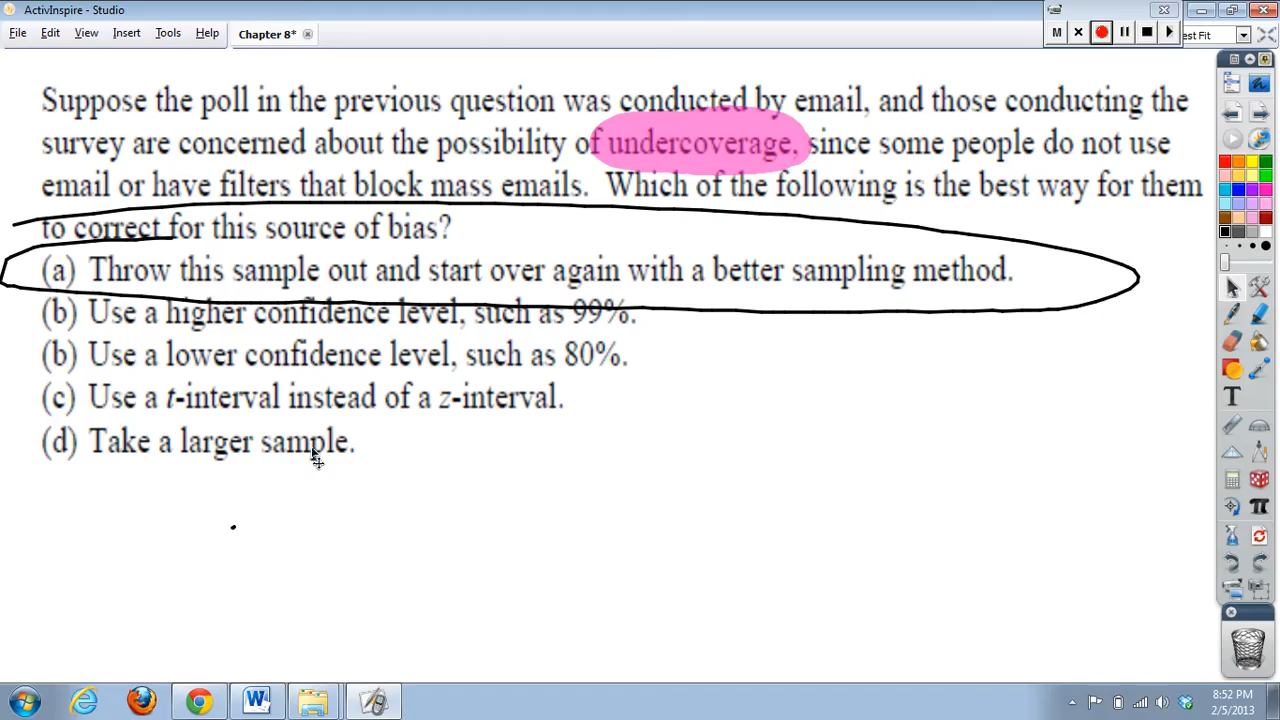 ActivInspire - Studio
File Edit View Insert Tools Help Chapter 8* M est Fit
Suppose the poll in the previous question was conducted by email, and those conducting the
survey are concerned about the possibility of undercoverage, since some people do not use
email or have filters that block mass emails. Which of the following is the best way for them
to correct for this source of bias?
(a) Throw this sample out and start over again with a better sampling method.
(b) Use a higher confidence level, such as 99%.
(b) Use a lower confidence level, such as 80%.
(c) Use a t-interval instead of a z-interval.
(d) Take a larger sample.
T
8:52 PM
2/5/2013